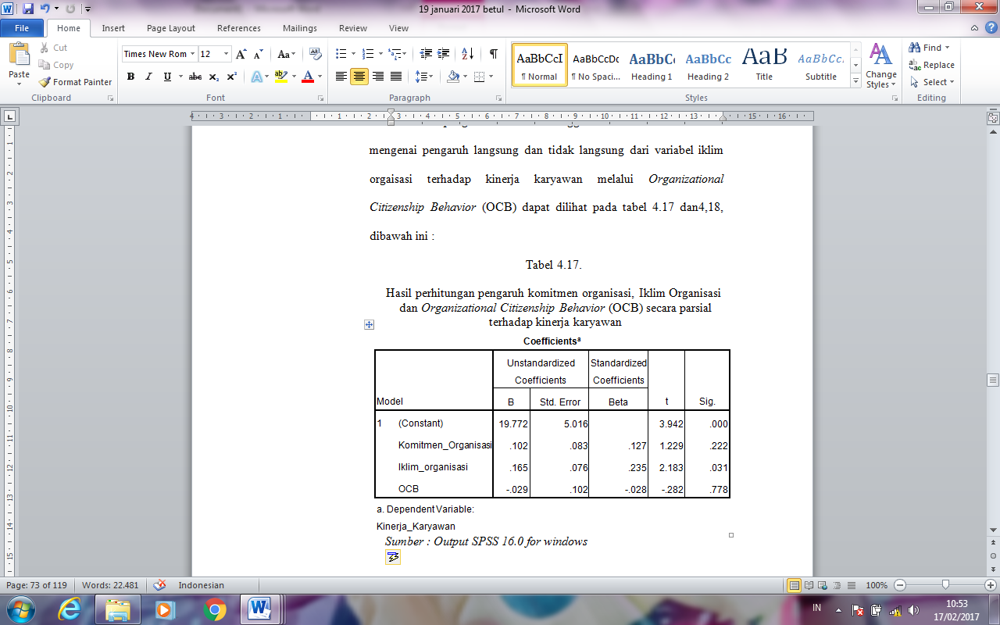 19 januari 2017 betul - Microsoft Word
File Home Insert Page Layout References Mailings Review View
Paste
Cut
Copy
Format Painter
Clipboard
Times New Rom 12
Font
Paragraph
AaBbCcI AaBbCcDc AaBbC AaBbCc AaB AaBbCc.
¶ Normal ¶ No Spaci... Heading 1 Heading 2 Title Subtitle
Change Styles
Styles
Find
Replace
Select
Editing
mengenai pengaruh langsung dan tidak langsung dari variabel iklim
orgaisasi terhadap kinerja karyawan melalui Organizational
Citizenship Behavior (OCB) dapat dilihat pada tabel 4.17 dan4,18,
dibawah ini :
Tabel 4.17.
Hasil perhitungan pengaruh komitmen organisasi, Iklim Organisasi
dan Organizational Citizenship Behavior (OCB) secara parsial
terhadap kinerja karyawan
Coefficientsa
Unstandardized Standardized
Coefficients Coefficients
Model B Std. Error Beta t Sig.
1 (Constant) 19.772 5.016 3.942 .000
Komitmen_Organisasi .102 .083 .127 1.229 .222
Iklim_organisasi .165 .076 .235 2.183 .031
OCB -.029 .102 -.028 -.282 .778
a. Dependent Variable:
Kinerja_Karyawan
Sumber : Output SPSS 16.0 for windows
Page: 73 of 119 Words: 22.481 Indonesian 100%
IN 10:53
17/02/2017